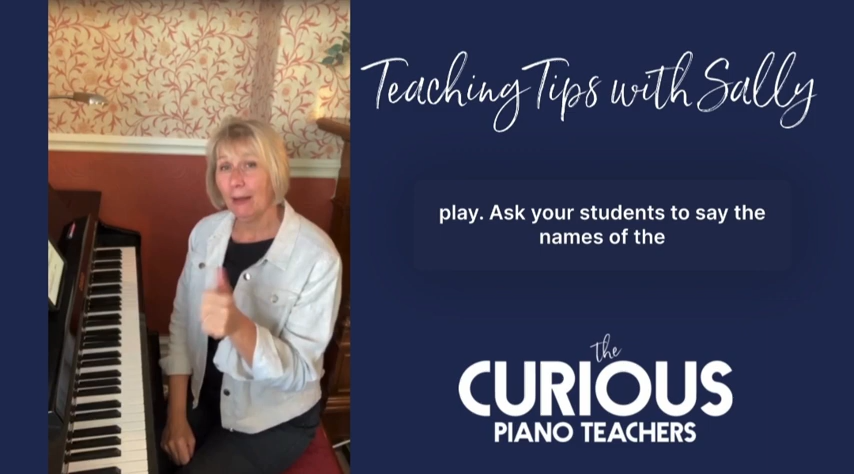 Teaching Tips with Sally
play. Ask your students to say the
names of the
the
CURIOUS
PIANO TEACHERS